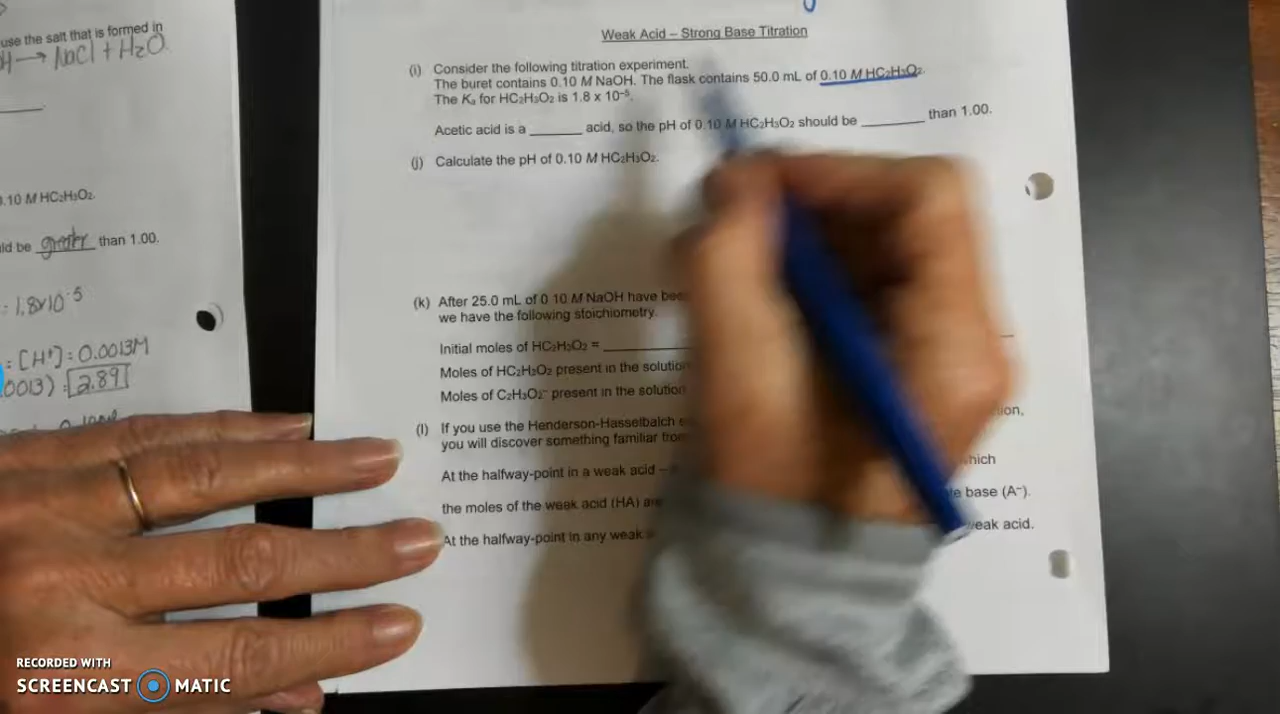 use the salt that is formed in
H → NaCl + H₂O.
.10 M HC₂H₃O₂.
ld be greater than 1.00.
: 1.8x10⁻⁵
: [H⁺] : 0.0013M
0013) : 2.89
Weak Acid – Strong Base Titration
(i) Consider the following titration experiment.
The buret contains 0.10 M NaOH. The flask contains 50.0 mL of 0.10 M HC₂H₃O₂.
The Kₐ for HC₂H₃O₂ is 1.8 x 10⁻⁵.
Acetic acid is a ______ acid, so the pH of 0.10 M HC₂H₃O₂ should be ______ than 1.00.
(j) Calculate the pH of 0.10 M HC₂H₃O₂.
(k) After 25.0 mL of 0.10 M NaOH have
we have the following stoichiometry.
Initial moles of HC₂H₃O₂ = ______
Moles of HC₂H₃O₂ present in the solution
Moles of C₂H₃O₂⁻ present in the solution
(l) If you use the Henderson-Hasselbalch
you will discover something familiar
At the halfway-point in a weak acid –
the moles of the weak acid (HA)
base (A⁻).
At the halfway-point in any weak
acid.
RECORDED WITH
SCREENCAST MATIC